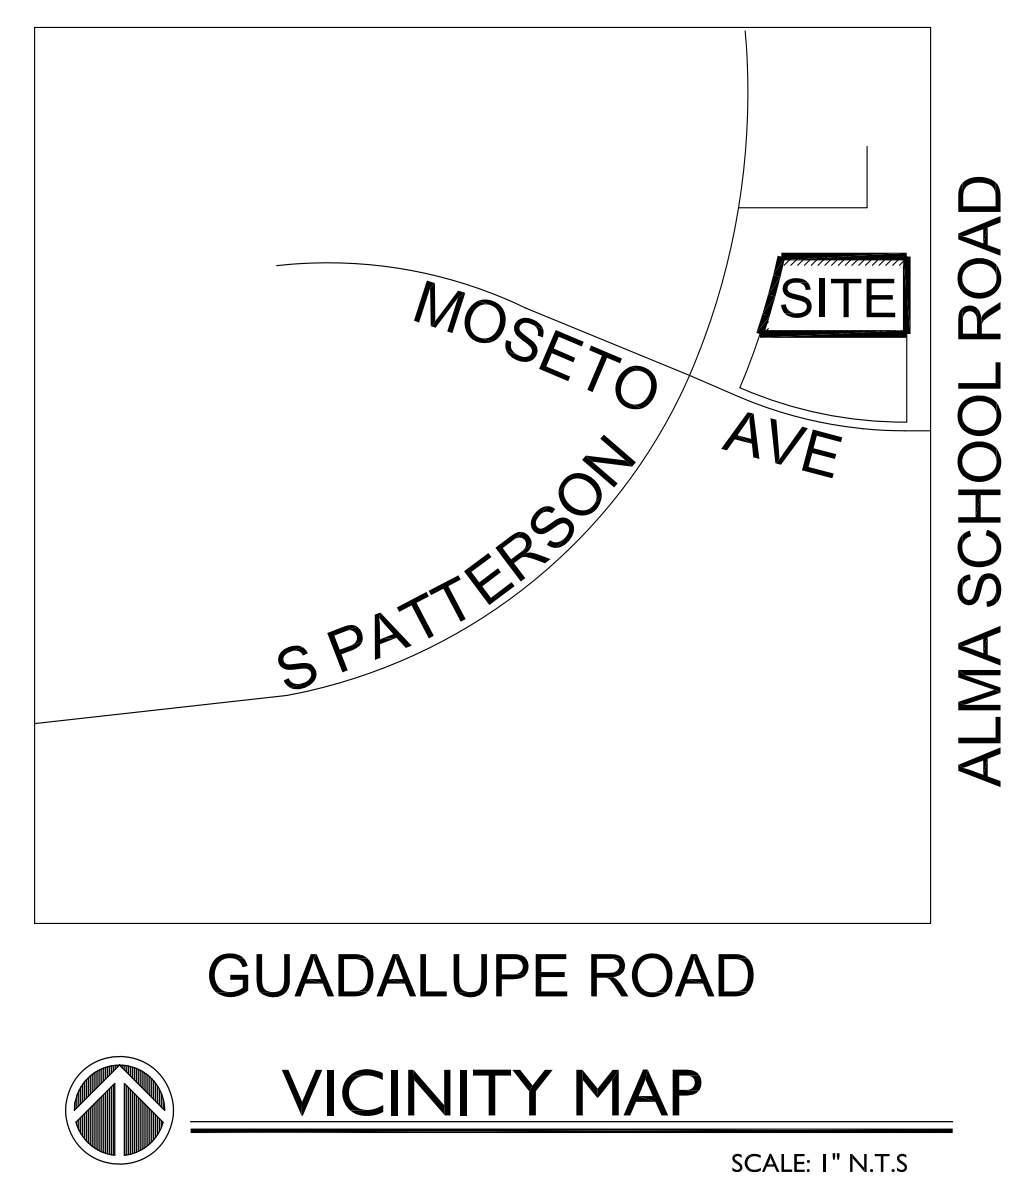 SITE
MOSETO
AVE
S PATTERSON
ALMA SCHOOL ROAD
GUADALUPE ROAD
VICINITY MAP
SCALE: 1" N.T.S